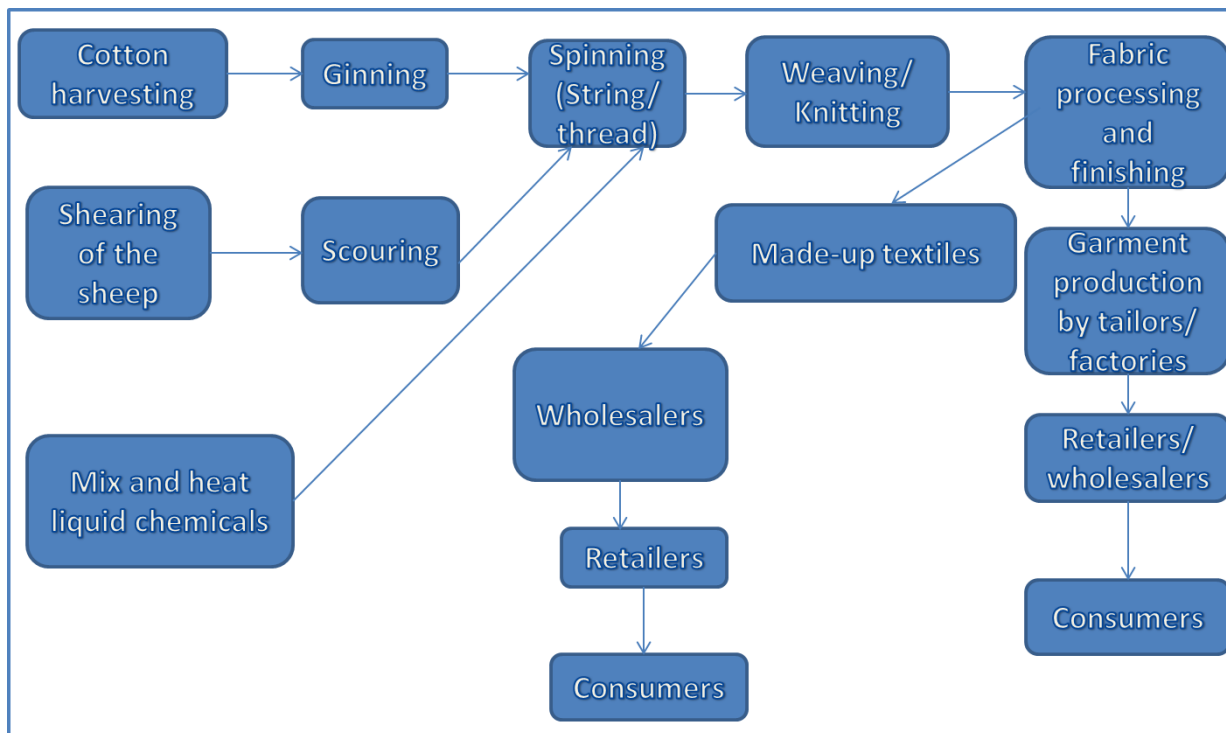 Cotton
harvesting
Ginning
Spinning
(String/
thread)
Weaving/
Knitting
Fabric
processing
and
finishing
Shearing
of the
sheep
Scouring
Made-up textiles
Garment
production
by tailors/
factories
Mix and heat
liquid chemicals
Wholesalers
Retailers/
wholesalers
Retailers
Consumers
Consumers